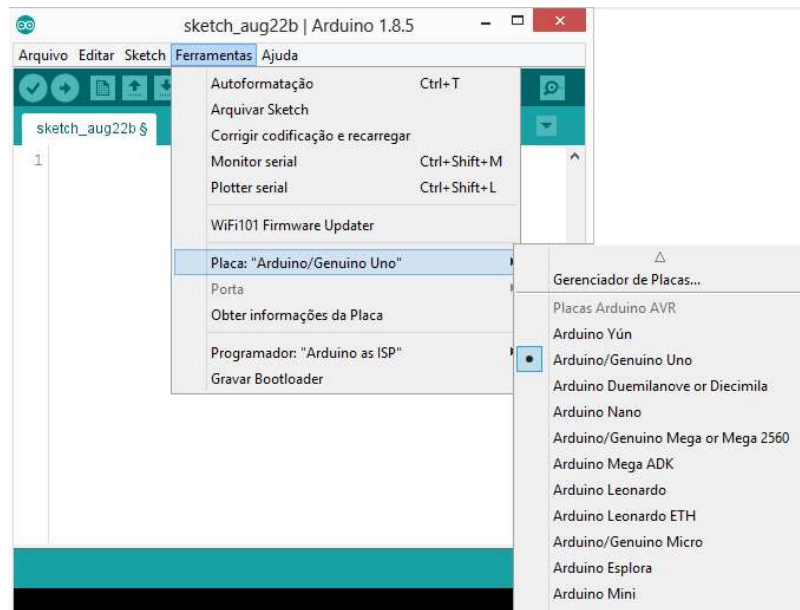 sketch_aug22b | Arduino 1.8.5
Arquivo Editar Sketch Ferramentas Ajuda
sketch_aug22b §
1
Autoformatação Ctrl+T
Arquivar Sketch
Corrigir codificação e recarregar
Monitor serial Ctrl+Shift+M
Plotter serial Ctrl+Shift+L
WiFi101 Firmware Updater
Placa: "Arduino/Genuino Uno"
Porta
Obter informações da Placa
Programador: "Arduino as ISP"
Gravar Bootloader
Gerenciador de Placas...
Placas Arduino AVR
Arduino Yún
Arduino/Genuino Uno
Arduino Duemilanove or Diecimila
Arduino Nano
Arduino/Genuino Mega or Mega 2560
Arduino Mega ADK
Arduino Leonardo
Arduino Leonardo ETH
Arduino/Genuino Micro
Arduino Esplora
Arduino Mini